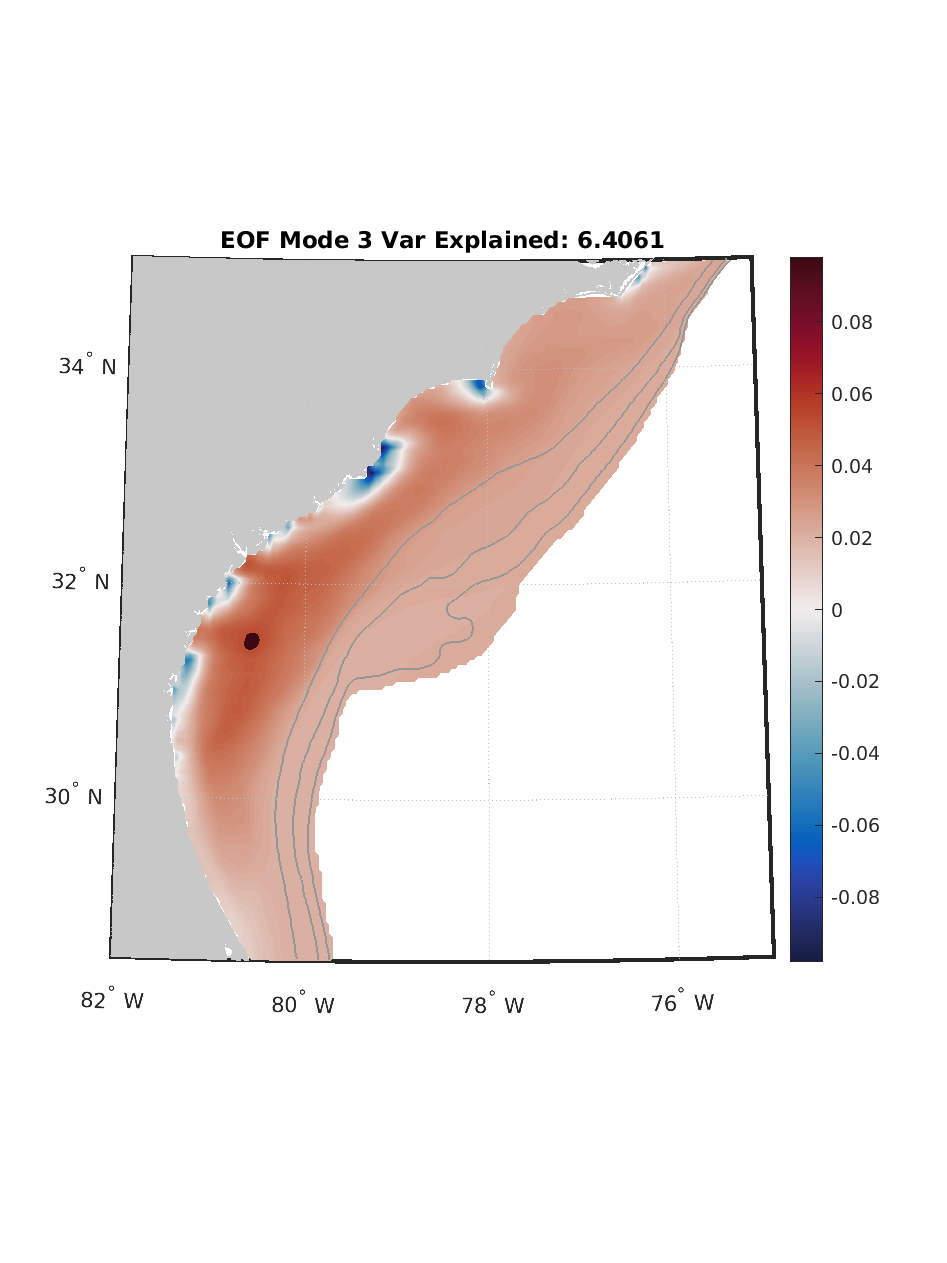 EOF Mode 3 Var Explained: 6.4061
34° N
32° N
30° N
82° W
80° W
78° W
76° W
0.08
0.06
0.04
0.02
0
-0.02
-0.04
-0.06
-0.08